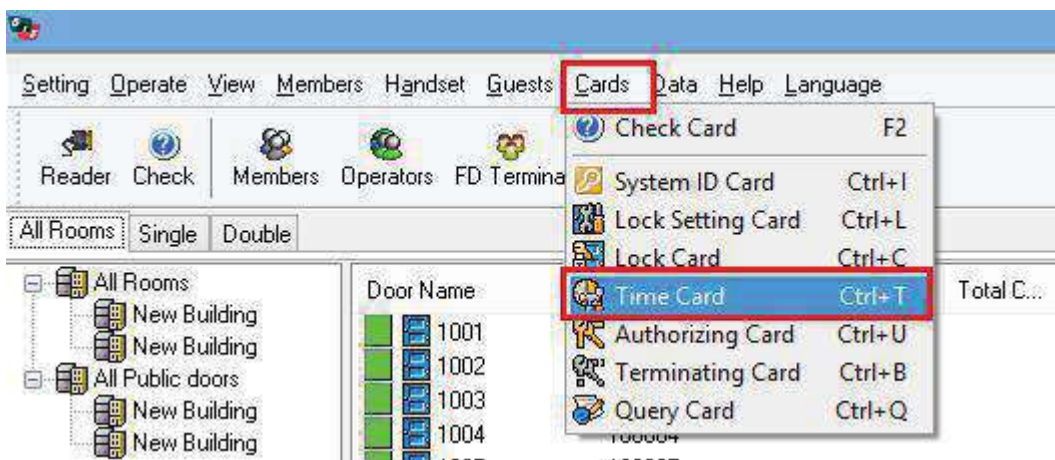 Setting Operate View Members Handset Guests Cards Data Help Language
Reader Check Members Operators FD Termina
Check Card F2
System ID Card Ctrl+I
Lock Setting Card Ctrl+L
Lock Card Ctrl+C
Time Card Ctrl+T
Authorizing Card Ctrl+U
Terminating Card Ctrl+B
Query Card Ctrl+Q
All Rooms Single Double
All Rooms
New Building
New Building
All Public doors
New Building
New Building
Door Name Total C...
1001
1002
1003
1004